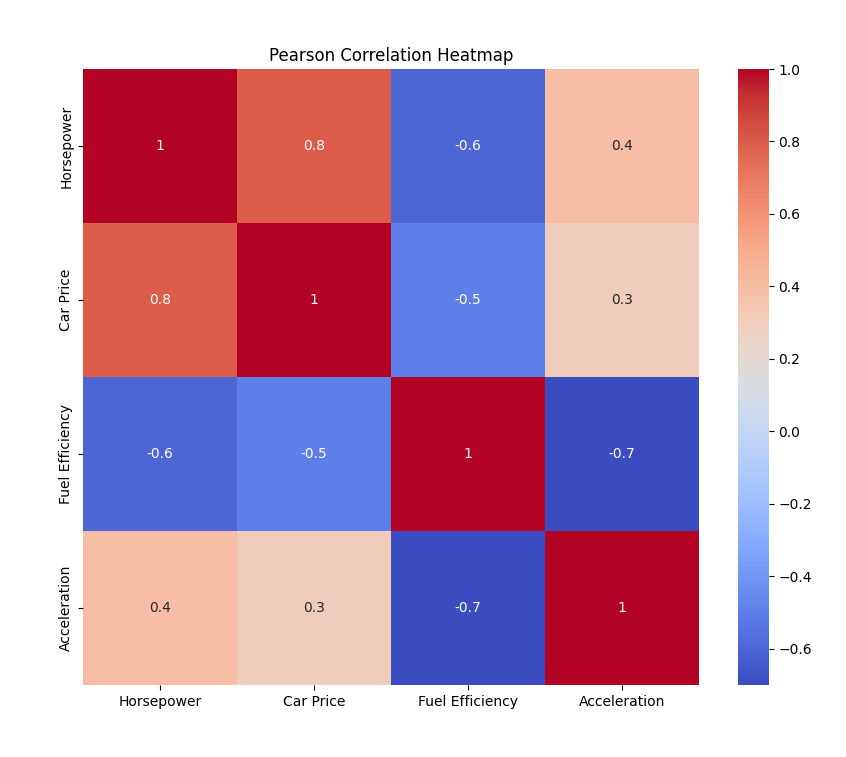 Pearson Correlation Heatmap
Horsepower
1 0.8 -0.6 0.4
Car Price
0.8 1 -0.5 0.3
Fuel Efficiency
-0.6 -0.5 1 -0.7
Acceleration
0.4 0.3 -0.7 1
Horsepower Car Price Fuel Efficiency Acceleration
1.0
0.8
0.6
0.4
0.2
0.0
−0.2
−0.4
−0.6